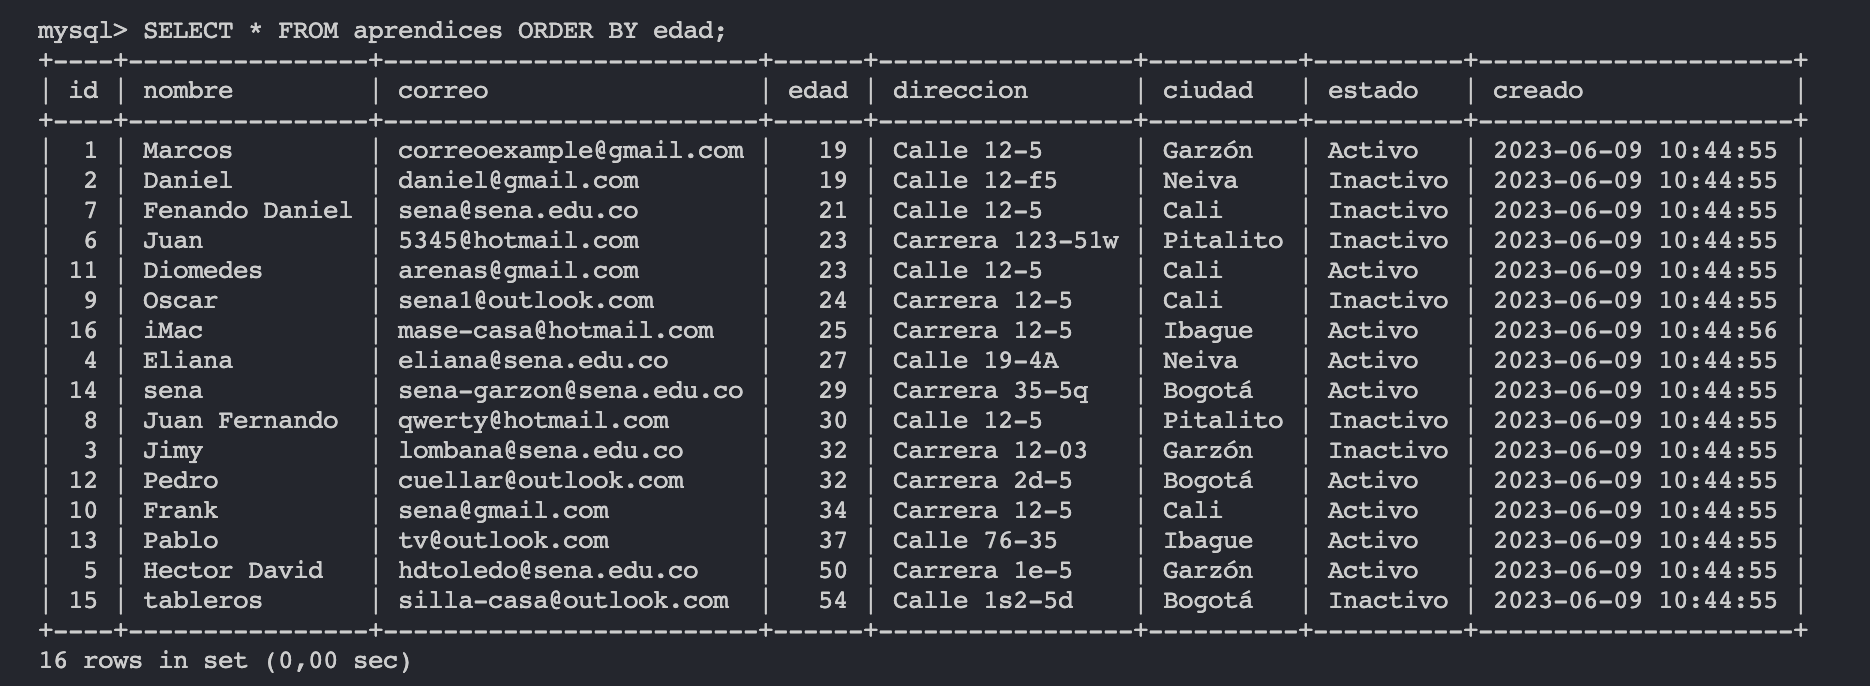 mysql> SELECT * FROM aprendices ORDER BY edad;
+----+----------------+-------------------------+------+-----------------+----------+----------+---------------------+
| id | nombre         | correo                  | edad | direccion       | ciudad   | estado   | creado              |
+----+----------------+-------------------------+------+-----------------+----------+----------+---------------------+
|  1 | Marcos         | correoexample@gmail.com |   19 | Calle 12-5      | Garzón   | Activo   | 2023-06-09 10:44:55 |
|  2 | Daniel         | daniel@gmail.com        |   19 | Calle 12-f5     | Neiva    | Inactivo | 2023-06-09 10:44:55 |
|  7 | Fenando Daniel | sena@sena.edu.co        |   21 | Calle 12-5      | Cali     | Inactivo | 2023-06-09 10:44:55 |
|  6 | Juan           | 5345@hotmail.com        |   23 | Carrera 123-51w | Pitalito | Inactivo | 2023-06-09 10:44:55 |
| 11 | Diomedes       | arenas@gmail.com        |   23 | Calle 12-5      | Cali     | Activo   | 2023-06-09 10:44:55 |
|  9 | Oscar          | sena1@outlook.com       |   24 | Carrera 12-5    | Cali     | Inactivo | 2023-06-09 10:44:55 |
| 16 | iMac           | mase-casa@hotmail.com   |   25 | Carrera 12-5    | Ibague   | Activo   | 2023-06-09 10:44:56 |
|  4 | Eliana         | eliana@sena.edu.co      |   27 | Calle 19-4A     | Neiva    | Activo   | 2023-06-09 10:44:55 |
| 14 | sena           | sena-garzon@sena.edu.co |   29 | Carrera 35-5q   | Bogotá   | Activo   | 2023-06-09 10:44:55 |
|  8 | Juan Fernando  | qwerty@hotmail.com      |   30 | Calle 12-5      | Pitalito | Inactivo | 2023-06-09 10:44:55 |
|  3 | Jimy           | lombana@sena.edu.co     |   32 | Carrera 12-03   | Garzón   | Inactivo | 2023-06-09 10:44:55 |
| 12 | Pedro          | cuellar@outlook.com     |   32 | Carrera 2d-5    | Bogotá   | Activo   | 2023-06-09 10:44:55 |
| 10 | Frank          | sena@gmail.com          |   34 | Carrera 12-5    | Cali     | Activo   | 2023-06-09 10:44:55 |
| 13 | Pablo          | tv@outlook.com          |   37 | Calle 76-35     | Ibague   | Activo   | 2023-06-09 10:44:55 |
|  5 | Hector David   | hdtoledo@sena.edu.co    |   50 | Carrera 1e-5    | Garzón   | Activo   | 2023-06-09 10:44:55 |
| 15 | tableros       | silla-casa@outlook.com  |   54 | Calle 1s2-5d    | Bogotá   | Inactivo | 2023-06-09 10:44:55 |
+----+----------------+-------------------------+------+-----------------+----------+----------+---------------------+
16 rows in set (0,00 sec)